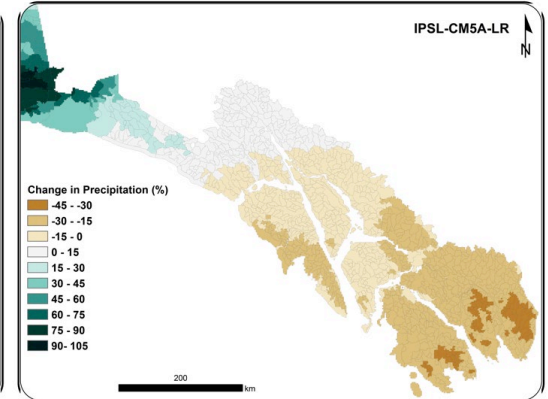 IPSL-CM5A-LR
N
Change in Precipitation (%)
-45 - -30
-30 - -15
-15 - 0
0 - 15
15 - 30
30 - 45
45 - 60
60 - 75
75 - 90
90- 105
200
km